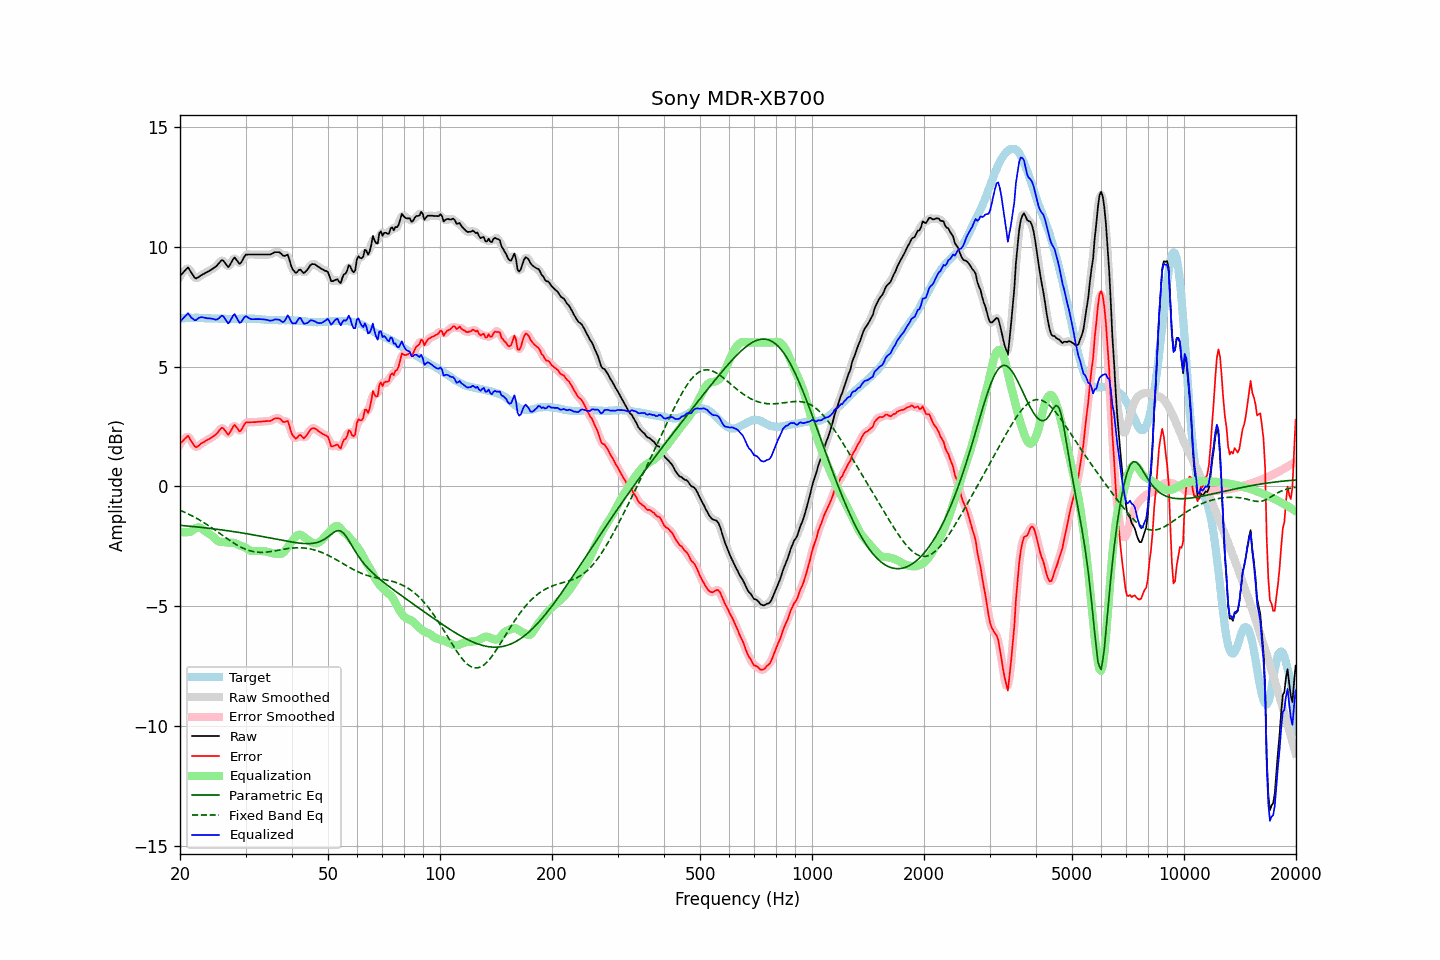 Sony MDR-XB700
Amplitude (dBr)
15
10
5
0
−5
−10
−15
Target
Raw Smoothed
Error Smoothed
Raw
Error
Equalization
Parametric Eq
Fixed Band Eq
Equalized
20 50 100 200 500 1000 2000 5000 10000 20000
Frequency (Hz)